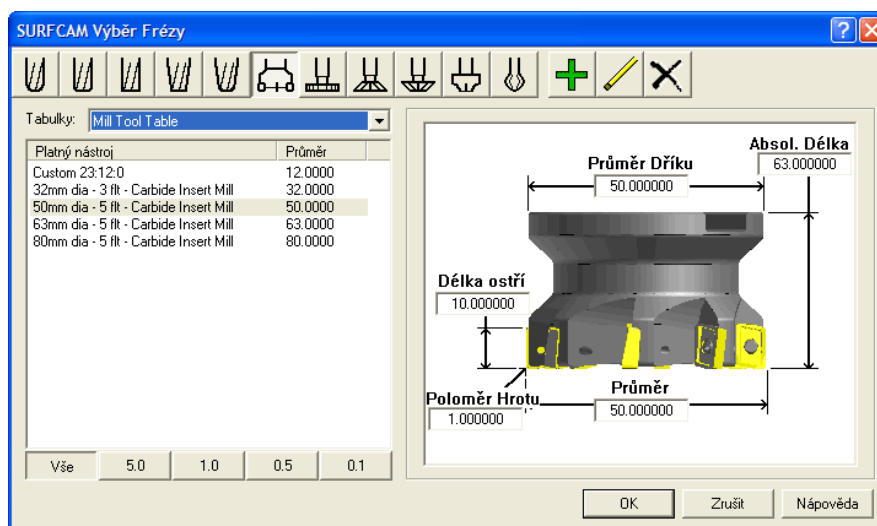 SURFCAM Výběr Frézy
Tabulky: Mill Tool Table
Platný nástroj Průměr
Custom 23:12:0 12.0000
32mm dia - 3 flt - Carbide Insert Mill 32.0000
50mm dia - 5 flt - Carbide Insert Mill 50.0000
63mm dia - 5 flt - Carbide Insert Mill 63.0000
80mm dia - 5 flt - Carbide Insert Mill 80.0000
Vše 5.0 1.0 0.5 0.1
Absol. Délka
63.000000
Průměr Dříku
50.000000
Délka ostří
10.000000
Poloměr Hrotu
1.000000
Průměr
50.000000
OK Zrušit Nápověda